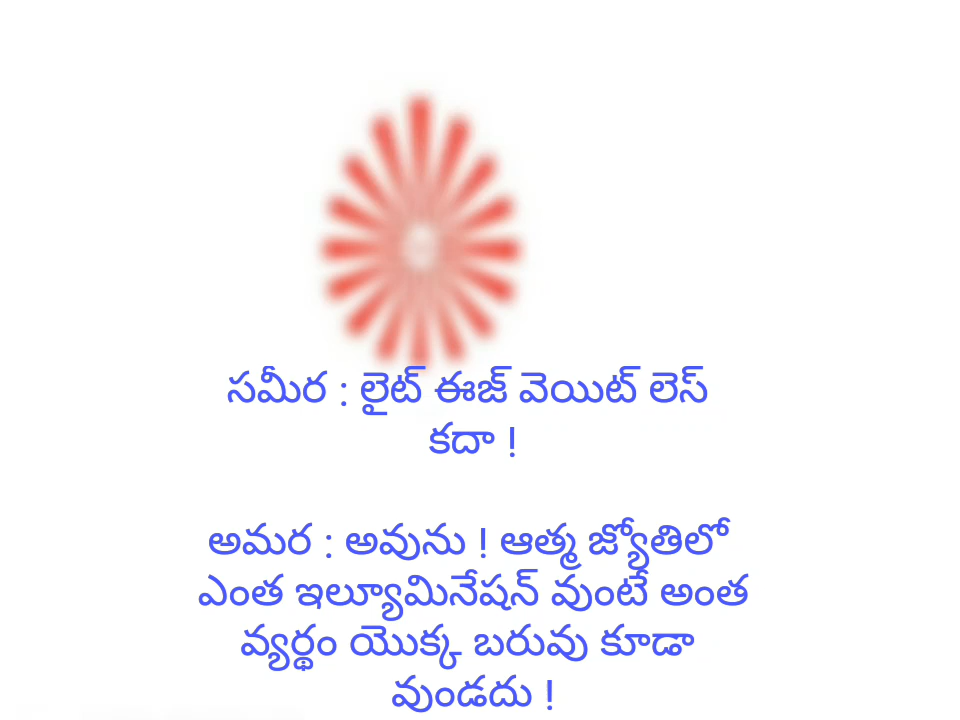 సమీర : లైట్ ఈజ్ వెయిట్ లెస్
కదా !
అమర : అవును ! ఆత్మ జ్యోతిలో
ఎంత ఇల్యూమినేషన్ వుంటే అంత
వ్యర్థం యొక్క బరువు కూడా
వుండదు !